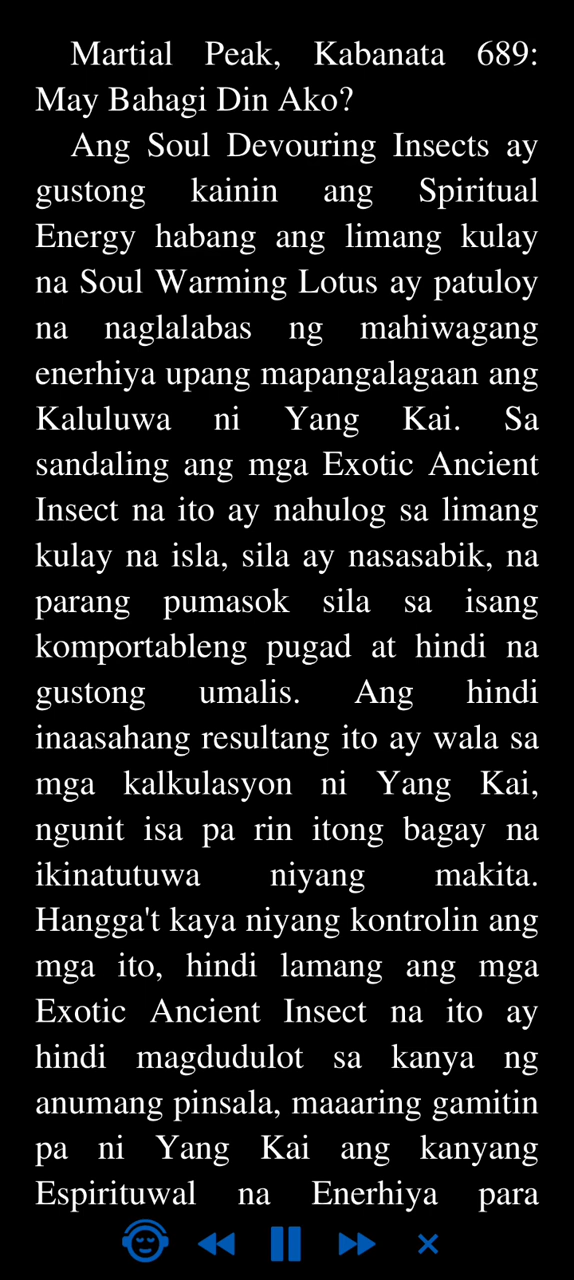 Martial Peak, Kabanata 689:
May Bahagi Din Ako?
Ang Soul Devouring Insects ay
gustong kainin ang Spiritual
Energy habang ang limang kulay
na Soul Warming Lotus ay patuloy
na naglalabas ng mahiwagang
enerhiya upang mapangalagaan ang
Kaluluwa ni Yang Kai. Sa
sandaling ang mga Exotic Ancient
Insect na ito ay nahulog sa limang
kulay na isla, sila ay nasasabik, na
parang pumasok sila sa isang
komportableng pugad at hindi na
gustong umalis. Ang hindi
inaasahang resultang ito ay wala sa
mga kalkulasyon ni Yang Kai,
ngunit isa pa rin itong bagay na
ikinatutuwa niyang makita.
Hangga't kaya niyang kontrolin ang
mga ito, hindi lamang ang mga
Exotic Ancient Insect na ito ay
hindi magdudulot sa kanya ng
anumang pinsala, maaaring gamitin
pa ni Yang Kai ang kanyang
Espirituwal na Enerhiya para